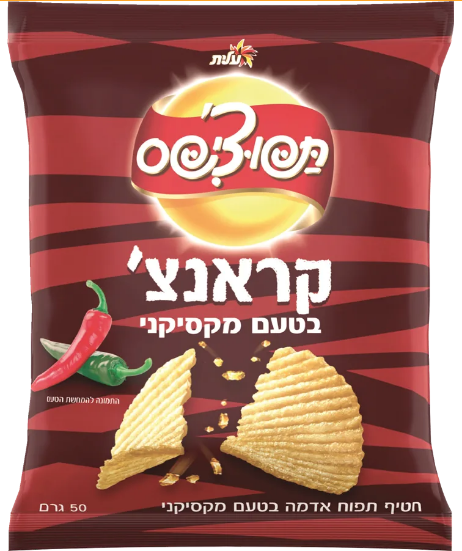 עלית
תפוצ'יפס
קראנצ'
בטעם מקסיקני
התמונה להמחשת הטעם
חטיף תפוח אדמה בטעם מקסיקני
50 גרם